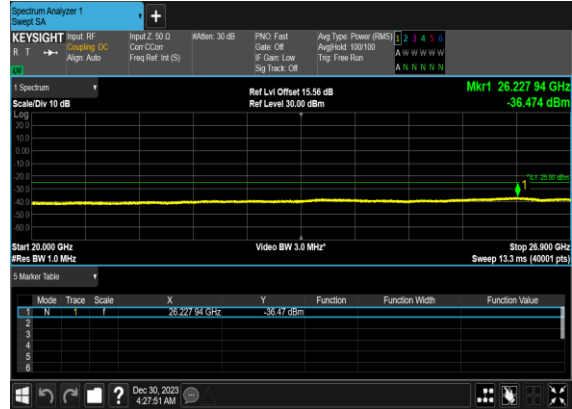 Spectrum Analyzer 1
Swept SA
+
KEYSIGHT
R T
Input: RF
Coupling: DC
Align: Auto
Input Z: 50 Ω
Corr CCorr
Freq Ref: Int (S)
#Atten: 30 dB
PNO: Fast
Gate: Off
IF Gain: Low
Sig Track: Off
Avg Type: Power (RMS)
Avg|Hold: 100/100
Trig: Free Run
1 2 3 4 5 6
A W W W W W
A N N N N N
1 Spectrum
Scale/Div 10 dB
Ref Lvl Offset 15.56 dB
Ref Level 30.00 dBm
Mkr1 26.227 94 GHz
-36.474 dBm
Log
20.0
10.0
0.00
-10.0
-20.0
-30.0
-40.0
-50.0
-60.0
1
Start 20.000 GHz
#Res BW 1.0 MHz
Video BW 3.0 MHz*
Stop 26.900 GHz
Sweep 13.3 ms (40001 pts)
5 Marker Table
Mode Trace Scale X Y Function Function Width Function Value
1 N 1 f 26.227 94 GHz -36.47 dBm
2
3
4
5
6
? Dec 30, 2023
4:27:51 AM